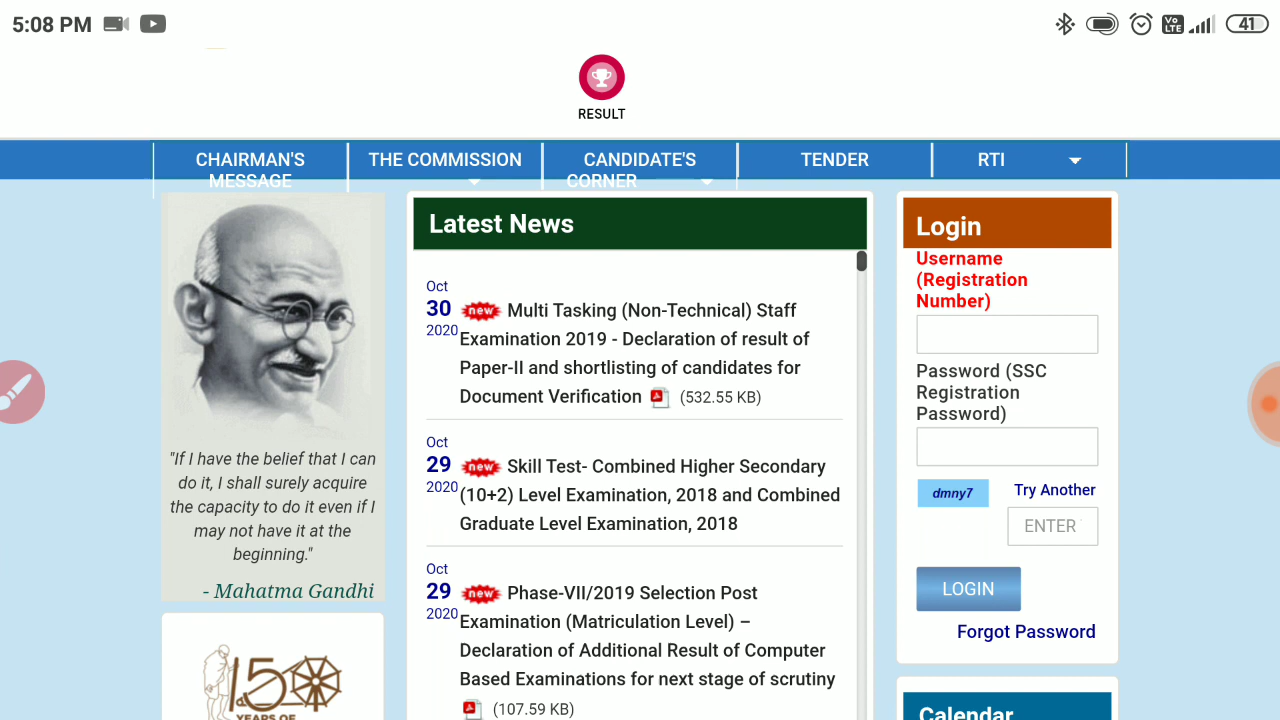 5:08 PM
Vo LTE
41
RESULT
CHAIRMAN'S
MESSAGE
THE COMMISSION
CANDIDATE'S
CORNER
TENDER
RTI
"If I have the belief that I can
do it, I shall surely acquire
the capacity to do it even if I
may not have it at the
beginning."
- Mahatma Gandhi
150
YEARS OF
Latest News
Oct
30
2020
new Multi Tasking (Non-Technical) Staff
Examination 2019 - Declaration of result of
Paper-II and shortlisting of candidates for
Document Verification (532.55 KB)
Oct
29
2020
new Skill Test- Combined Higher Secondary
(10+2) Level Examination, 2018 and Combined
Graduate Level Examination, 2018
Oct
29
2020
new Phase-VII/2019 Selection Post
Examination (Matriculation Level) –
Declaration of Additional Result of Computer
Based Examinations for next stage of scrutiny
(107.59 KB)
Login
Username
(Registration
Number)
Password (SSC
Registration
Password)
dmny7
Try Another
ENTER
LOGIN
Forgot Password
Calendar